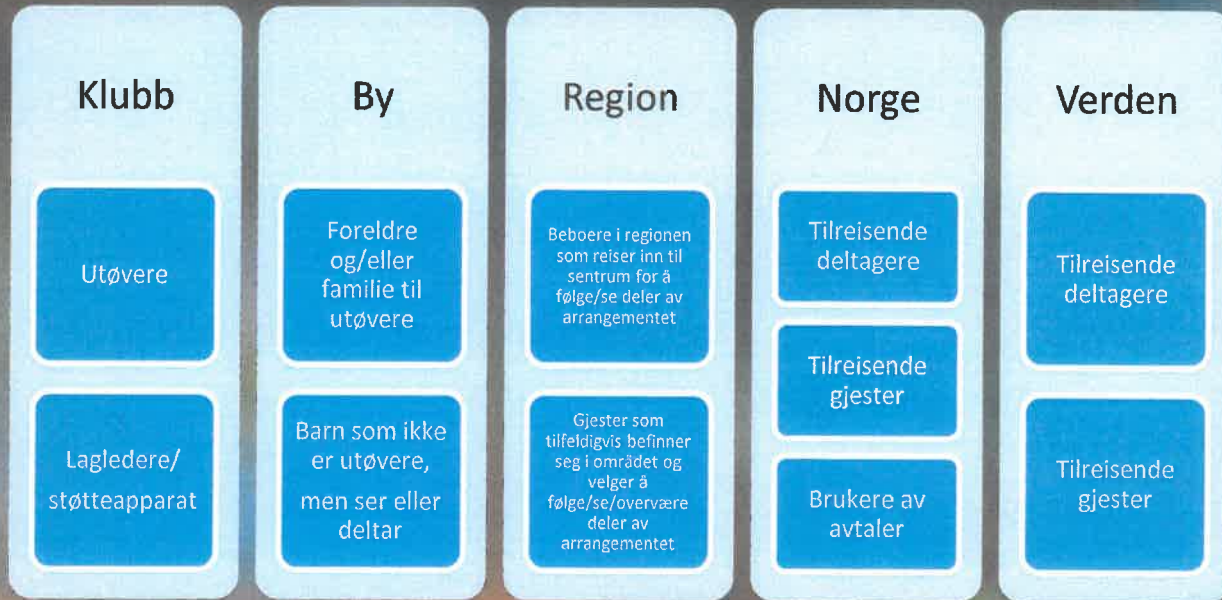 Klubb
Utøvere
Lagledere/
støtteapparat
By
Foreldre
og/eller
familie til
utøvere
Barn som ikke
er utøvere,
men ser eller
deltar
Region
Beboere i regionen
som reiser inn til
sentrum for å
følge/se deler av
arrangementet
Gjester som
tilfeldigvis befinner
seg i området og
velger å
følge/se/overvære
deler av
arrangementet
Norge
Tilreisende
deltagere
Tilreisende
gjester
Brukere av
avtaler
Verden
Tilreisende
deltagere
Tilreisende
gjester